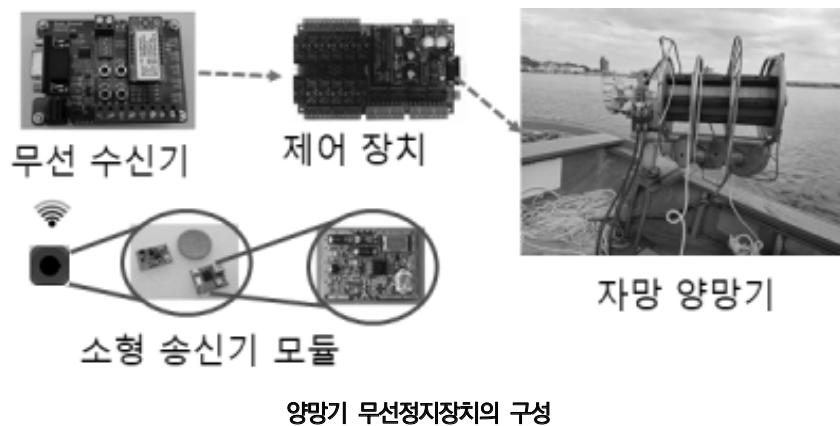 무선 수신기
제어 장치
자망 양망기
소형 송신기 모듈
양망기 무선정지장치의 구성